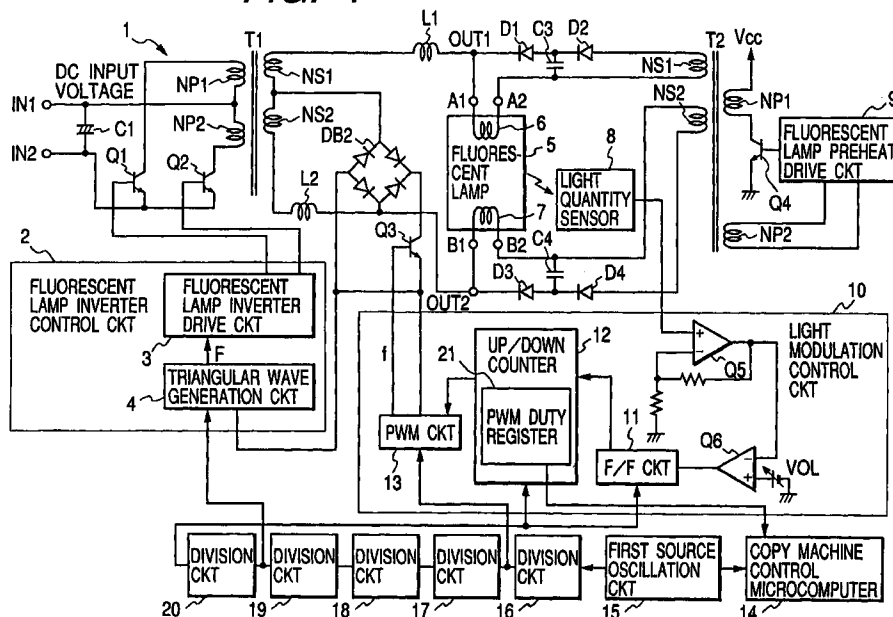 1
T1
L1
OUT1
D1
C3
D2
T2
Vcc
DC INPUT
VOLTAGE
NP1
NS1
NS1
NP1
9
IN1
C1
NP2
NS2
DB2
A1
A2
6
NS2
8
IN2
Q1
Q2
FLUORES-
CENT
LAMP
5
LIGHT
QUANTITY
SENSOR
FLUORESCENT
LAMP PREHEAT
DRIVE CKT
Q4
L2
7
2
Q3
B1
B2
C4
NP2
FLUORESCENT
LAMP INVERTER
CONTROL CKT
FLUORESCENT
LAMP INVERTER
DRIVE CKT
D3
D4
OUT2
10
3
F
f
12
UP/DOWN
COUNTER
+
−
Q5
LIGHT
MODULATION
CONTROL
CKT
21
4
TRIANGULAR WAVE
GENERATION CKT
PWM DUTY
REGISTER
11
Q6
PWM CKT
13
F/F CKT
−
+
VOL
DIVISION
CKT
DIVISION
CKT
DIVISION
CKT
DIVISION
CKT
DIVISION
CKT
FIRST SOURCE
OSCILLATION
CKT
COPY MACHINE
CONTROL
MICROCOMPUTER
20
19
18
17
16
15
14